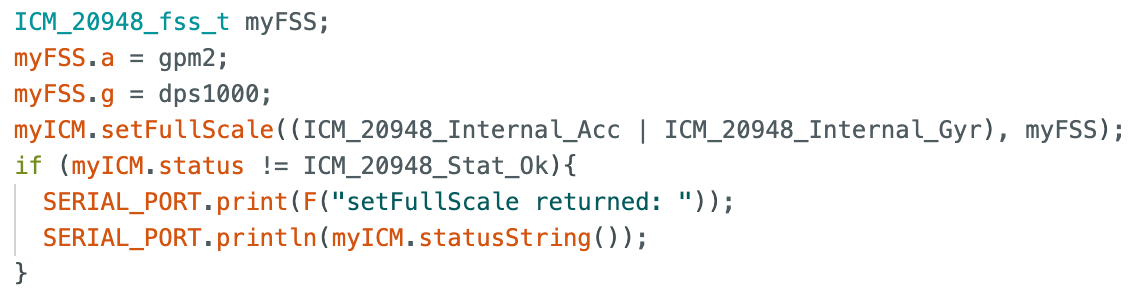 ICM_20948_fss_t myFSS;
myFSS.a = gpm2;
myFSS.g = dps1000;
myICM.setFullScale((ICM_20948_Internal_Acc | ICM_20948_Internal_Gyr), myFSS);
if (myICM.status != ICM_20948_Stat_Ok){
  SERIAL_PORT.print(F("setFullScale returned: "));
  SERIAL_PORT.println(myICM.statusString());
}